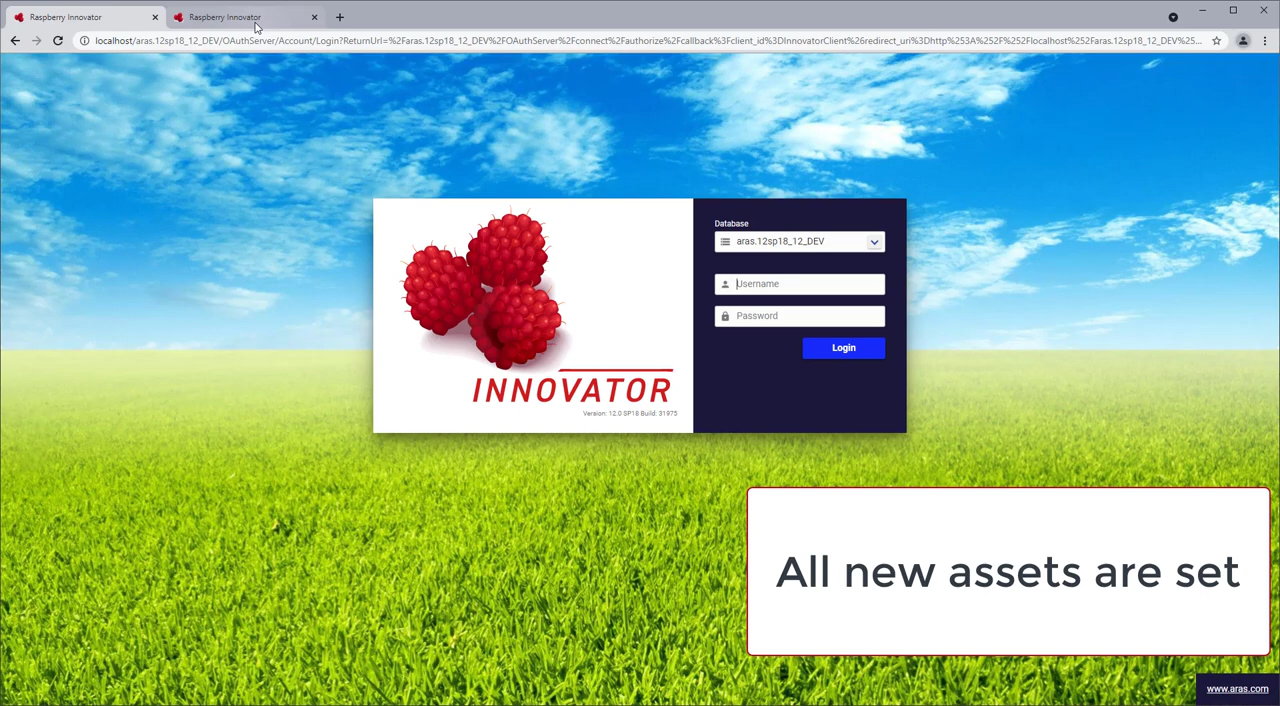 Raspberry Innovator
Raspberry Innovator
localhost/aras.12sp18_12_DEV/OAuthServer/Account/Login?ReturnUrl=%2Faras.12sp18_12_DEV%2FOAuthServer%2Fconnect%2Fauthorize%2Fcallback%3Fclient_id%3DInnovatorClient%26redirect_uri%3Dhttp%253A%252F%252Flocalhost%252Faras.12sp18_12_DEV%25...
Database
aras.12sp18_12_DEV
Username
Password
Login
INNOVATOR
Version: 12.0 SP18 Build: 31975
All new assets are set
www.aras.com